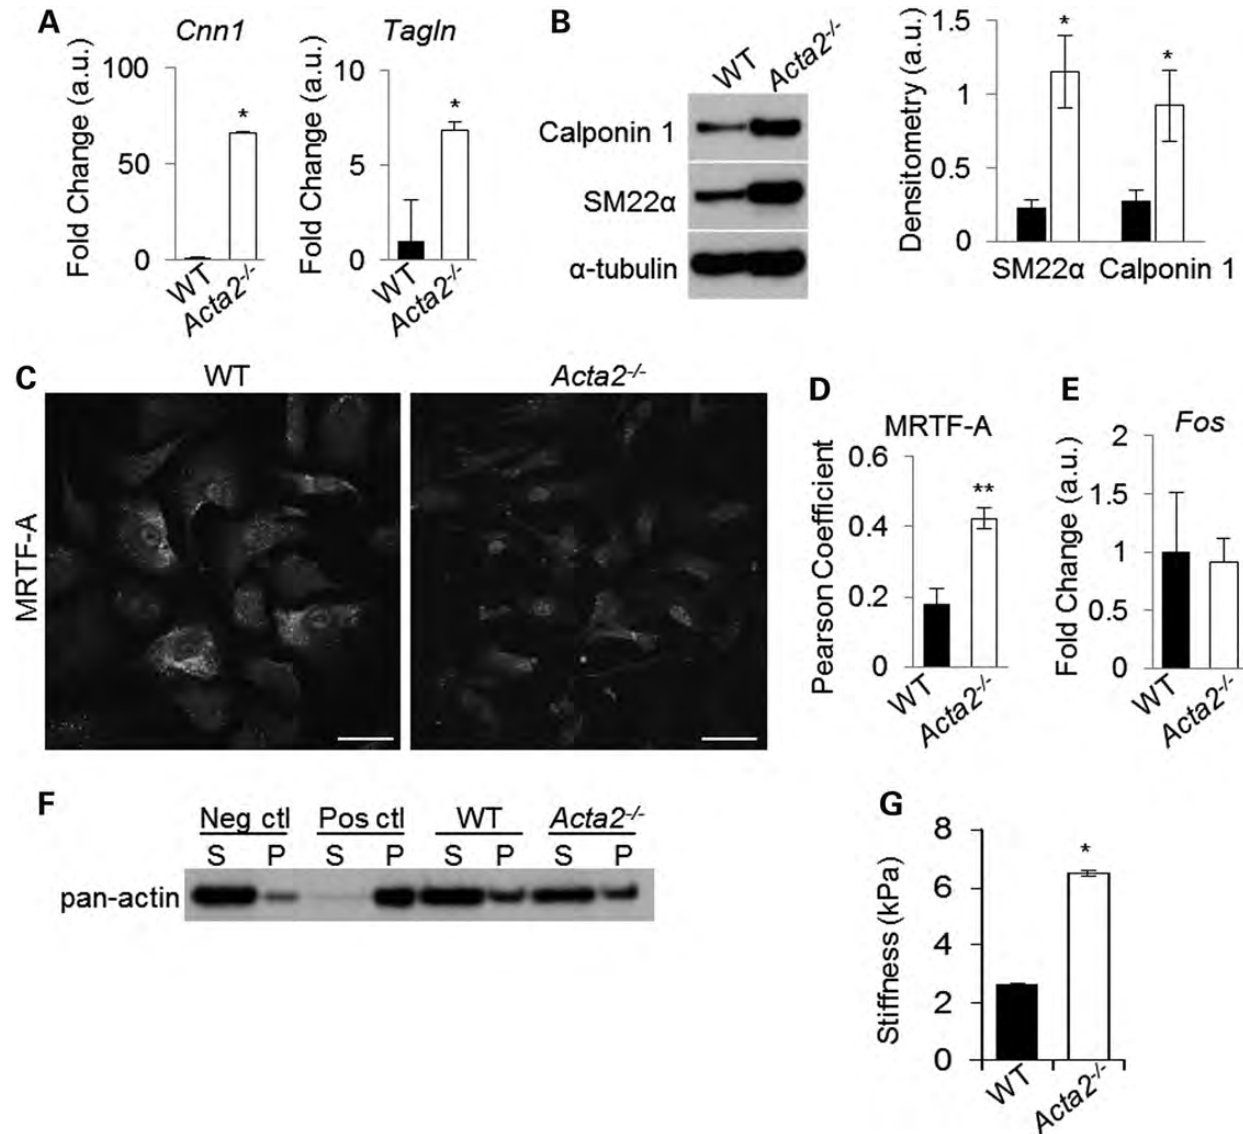 A
Cnn1
Fold Change (a.u.)
100
50
0
WT
Acta2-/-
*
Tagln
Fold Change (a.u.)
10
5
0
WT
Acta2-/-
*
B
WT
Acta2-/-
Calponin 1
SM22α
α-tubulin
Densitometry (a.u.)
1.5
1
0.5
0
*
*
SM22α Calponin 1
C
WT
Acta2-/-
MRTF-A
D
MRTF-A
Pearson Coefficient
0.6
0.4
0.2
0
**
WT
Acta2-/-
E
Fos
Fold Change (a.u.)
2
1.5
1
0.5
0
WT
Acta2-/-
F
Neg ctl Pos ctl WT Acta2-/-
S P S P S P S P
pan-actin
G
Stiffness (kPa)
8
6
4
2
0
*
WT
Acta2-/-